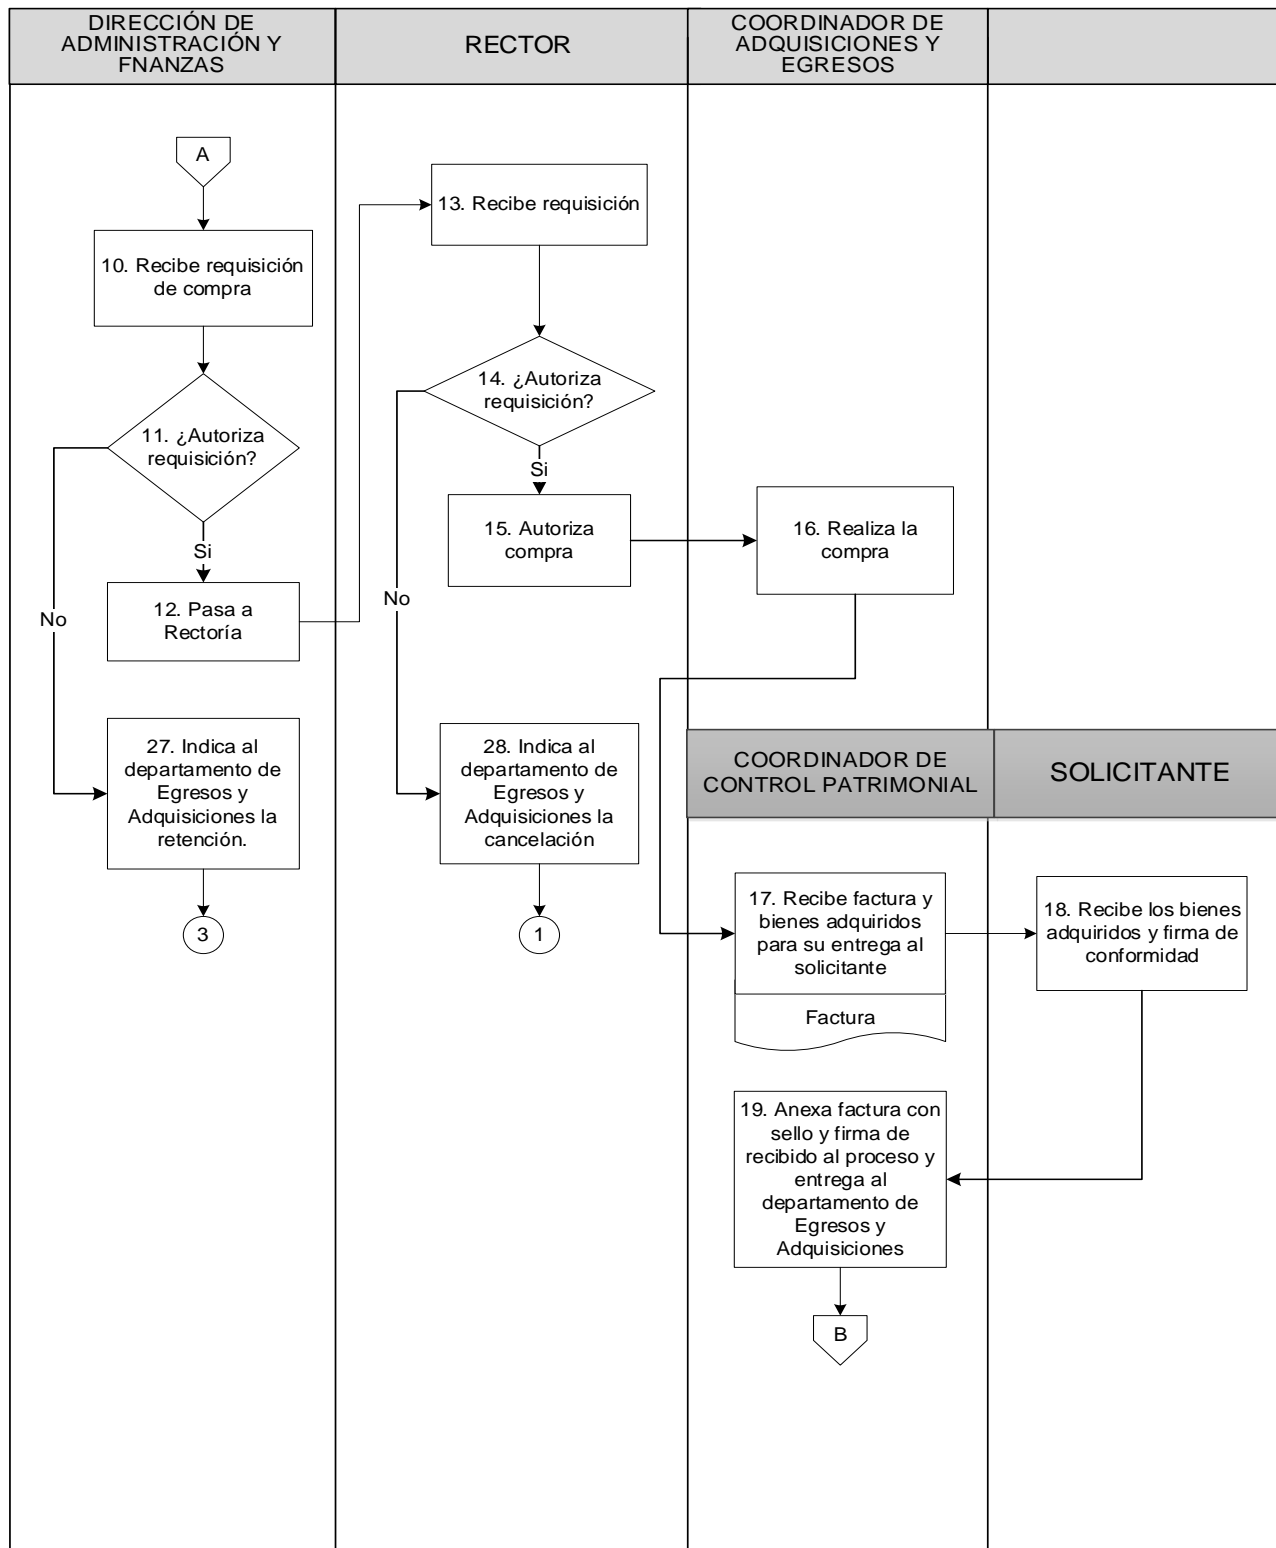 DIRECCIÓN DE
ADMINISTRACIÓN Y
FNANZAS
RECTOR
COORDINADOR DE
ADQUISICIONES Y
EGRESOS
A
10. Recibe requisición
de compra
11. ¿Autoriza
requisición?
Si
No
12. Pasa a
Rectoría
27. Indica al
departamento de
Egresos y
Adquisiciones la
retención.
3
13. Recibe requisición
14. ¿Autoriza
requisición?
Si
No
15. Autoriza
compra
28. Indica al
departamento de
Egresos y
Adquisiciones la
cancelación
1
16. Realiza la
compra
COORDINADOR DE
CONTROL PATRIMONIAL
SOLICITANTE
17. Recibe factura y
bienes adquiridos
para su entrega al
solicitante
Factura
18. Recibe los bienes
adquiridos y firma de
conformidad
19. Anexa factura con
sello y firma de
recibido al proceso y
entrega al
departamento de
Egresos y
Adquisiciones
B